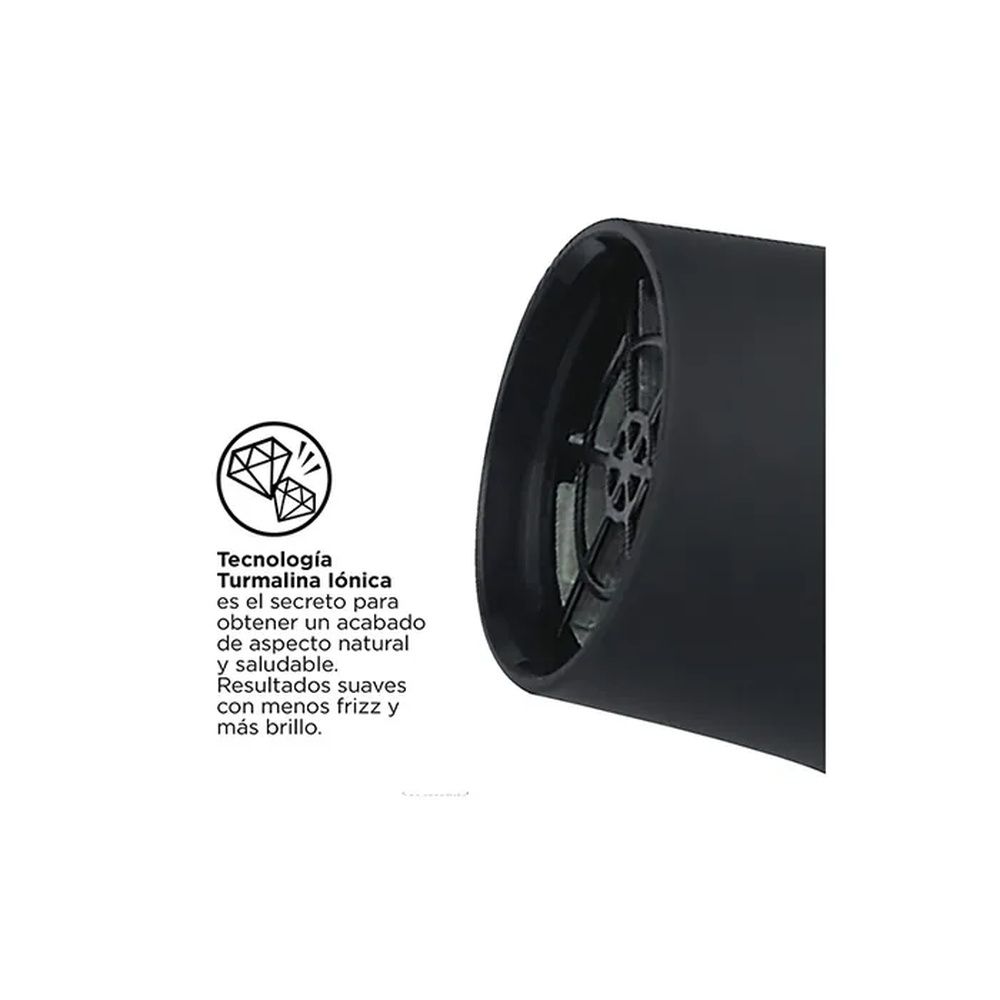 Tecnología
Turmalina Iónica
es el secreto para
obtener un acabado
de aspecto natural
y saludable.
Resultados suaves
con menos frizz y
más brillo.